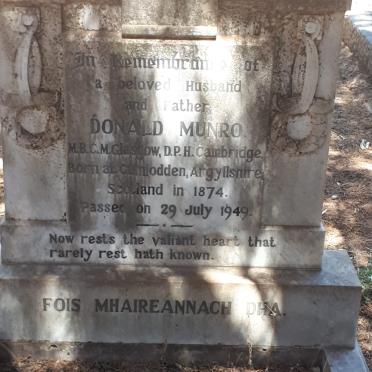 In Remembrance of
a beloved Husband
and Father.
DONALD MUNRO
M.B.C.M. Glasgow, D.P.H. Cambridge.
Born at Camlodden, Argyllshire,
Scotland in 1874.
Passed on 29 July 1949.
Now rests the valiant heart that
rarely rest hath known.
FOIS MHAIREANNACH DHA.